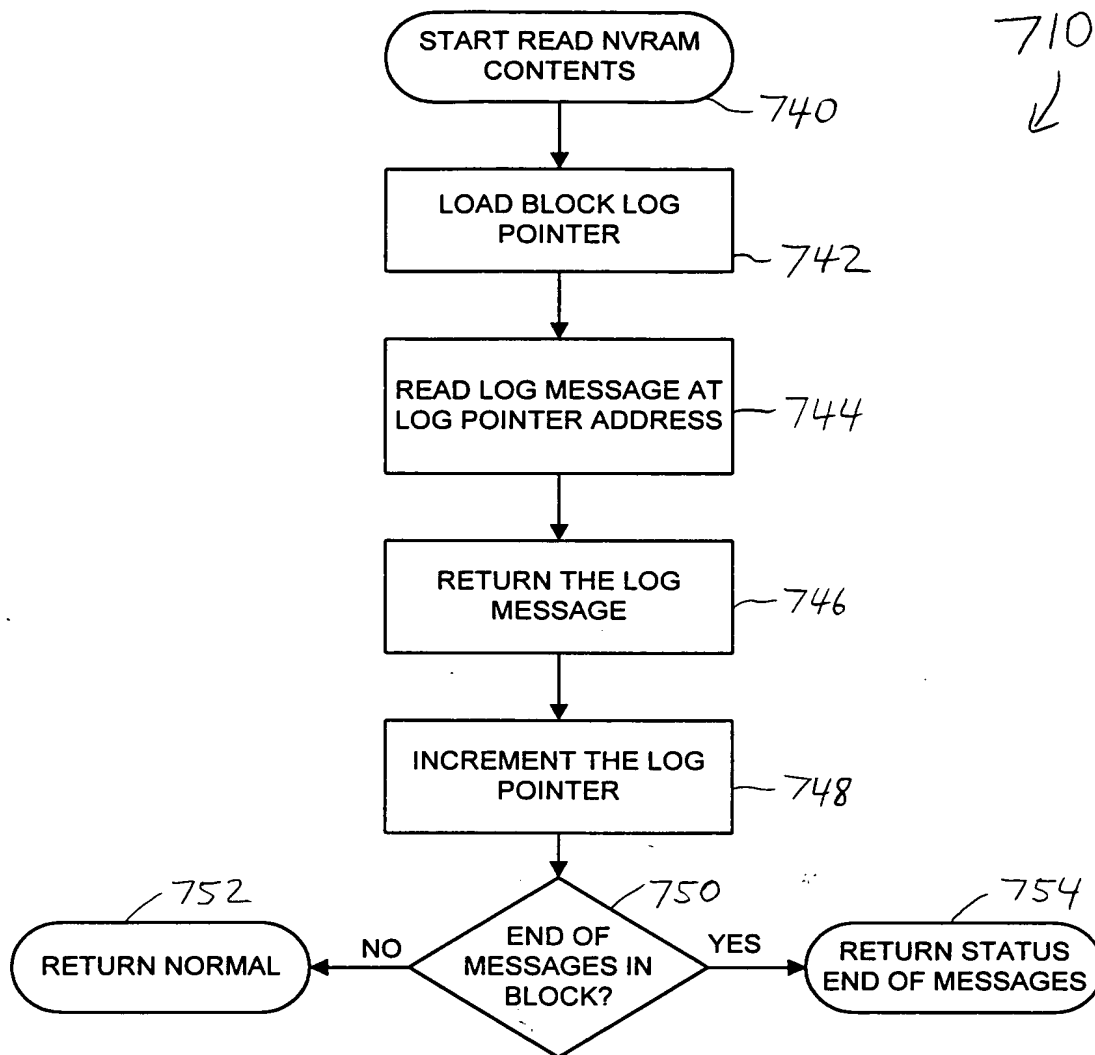 START READ NVRAM
CONTENTS
710
740
LOAD BLOCK LOG
POINTER
742
READ LOG MESSAGE AT
LOG POINTER ADDRESS
744
RETURN THE LOG
MESSAGE
746
INCREMENT THE LOG
POINTER
748
752
750
754
RETURN NORMAL
NO
END OF
MESSAGES IN
BLOCK?
YES
RETURN STATUS
END OF MESSAGES